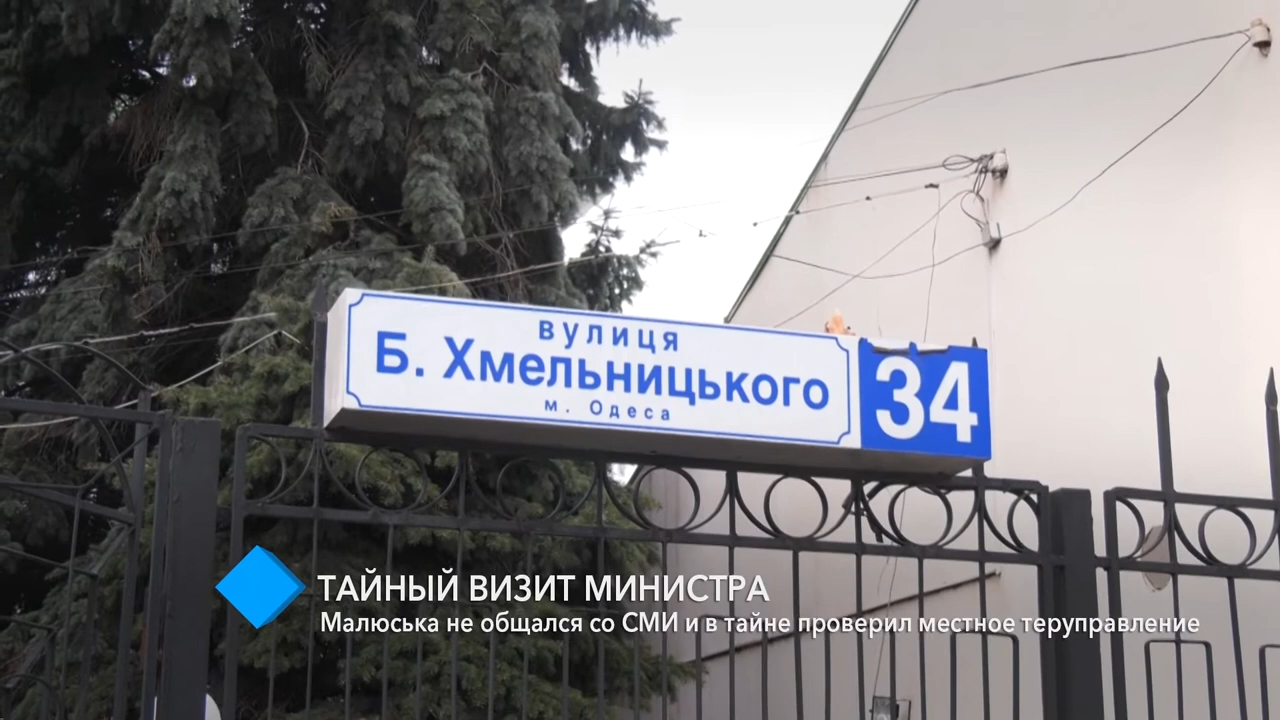 вулиця
Б. Хмельницького
м. Одеса
34
ТАЙНЫЙ ВИЗИТ МИНИСТРА
Малюська не общался со СМИ и в тайне проверил местное теруправление